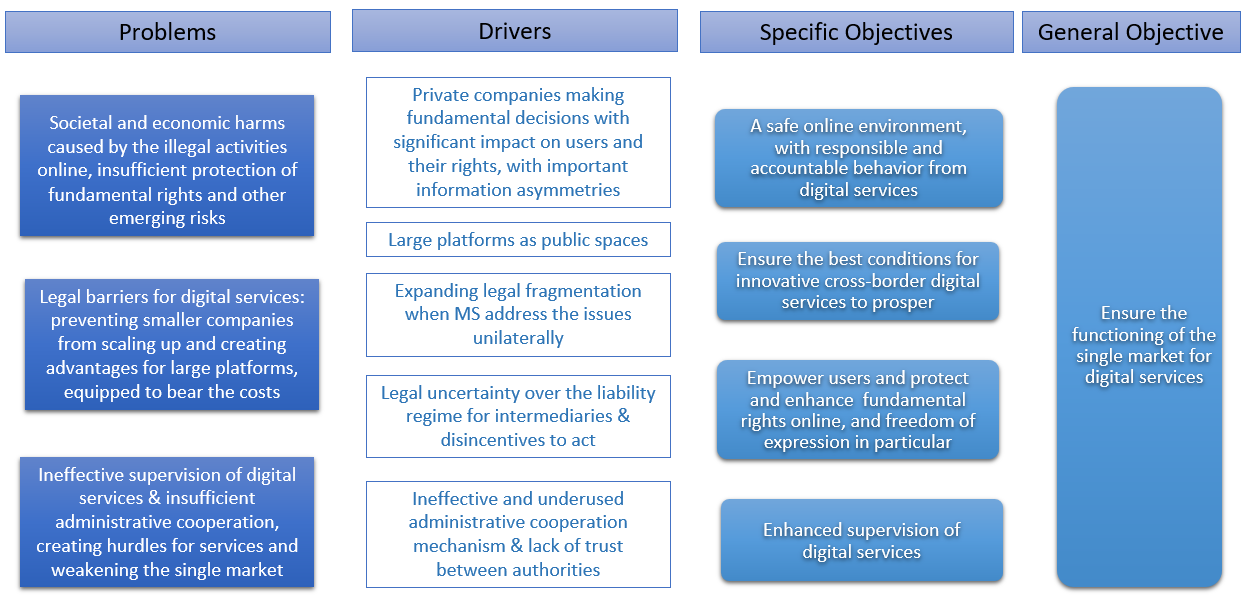 Problems
Societal and economic harms
caused by the illegal activities
online, insufficient protection of
fundamental rights and other
emerging risks
Legal barriers for digital services:
preventing smaller companies
from scaling up and creating
advantages for large platforms,
equipped to bear the costs
Ineffective supervision of digital
services & insufficient
administrative cooperation,
creating hurdles for services and
weakening the single market
Drivers
Private companies making
fundamental decisions with
significant impact on users and
their rights, with important
information asymmetries
Large platforms as public spaces
Expanding legal fragmentation
when MS address the issues
unilaterally
Legal uncertainty over the liability
regime for intermediaries &
disincentives to act
Ineffective and underused
administrative cooperation
mechanism & lack of trust
between authorities
Specific Objectives
A safe online environment,
with responsible and
accountable behavior from
digital services
Ensure the best conditions for
innovative cross-border digital
services to prosper
Empower users and protect
and enhance fundamental
rights online, and freedom of
expression in particular
Enhanced supervision of
digital services
General Objective
Ensure the
functioning of the
single market for
digital services